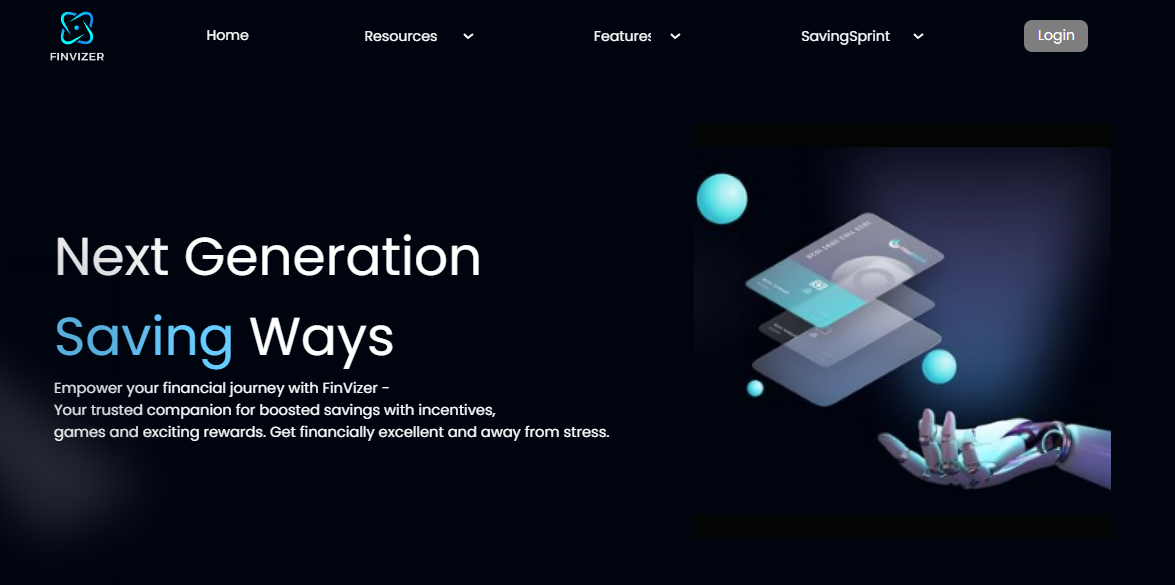 FINVIZER
Home
Resources
Features
SavingSprint
Login
Next Generation
Saving Ways
Empower your financial journey with FinVizer -
Your trusted companion for boosted savings with incentives,
games and exciting rewards. Get financially excellent and away from stress.